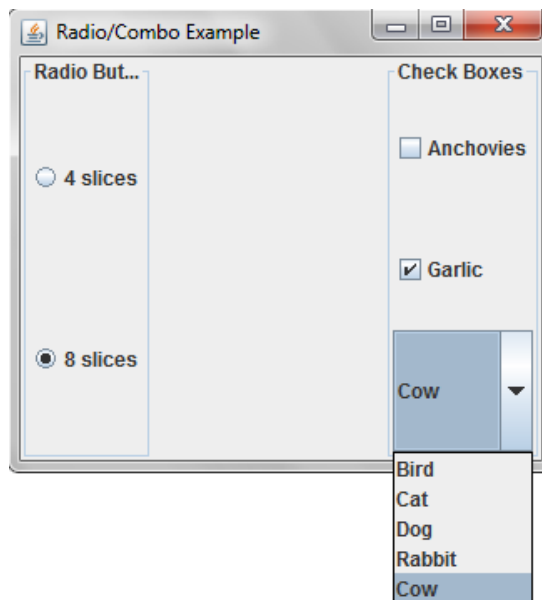 Radio/Combo Example
Radio But...
4 slices
8 slices
Check Boxes
Anchovies
Garlic
Cow
Bird
Cat
Dog
Rabbit
Cow